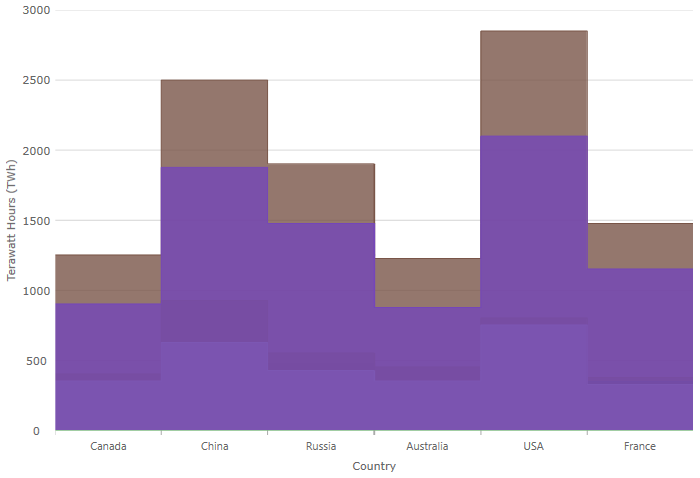 3000
2500
2000
1500
1000
500
0
Terawatt Hours (TWh)
Canada
China
Russia
Australia
USA
France
Country